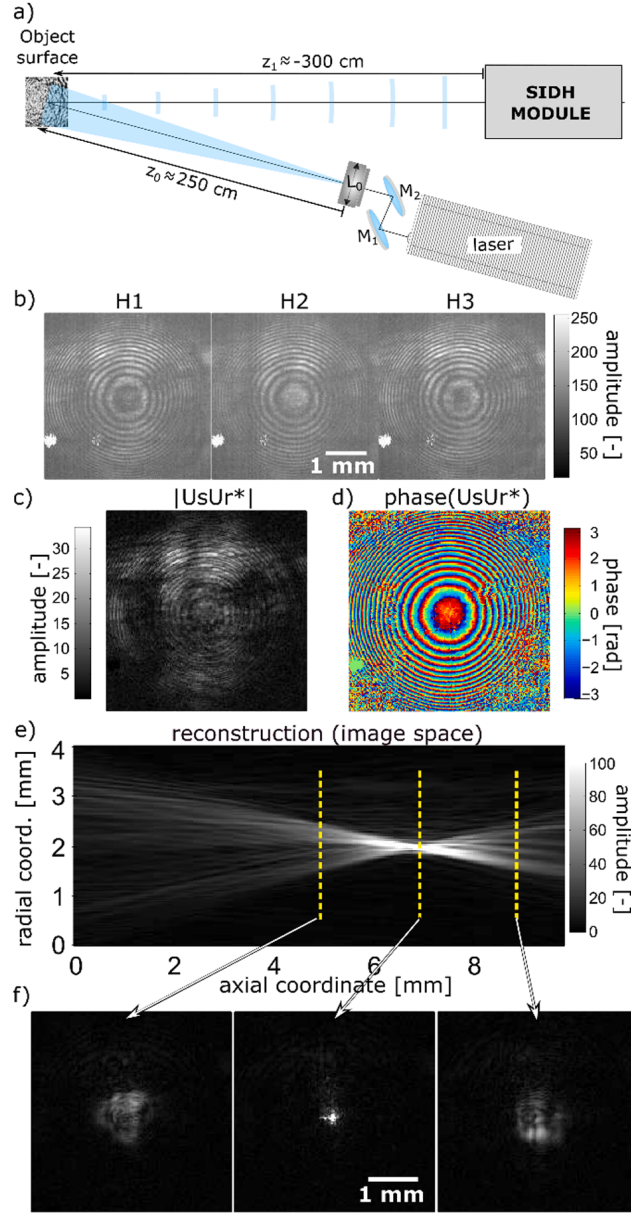 a)
Object
surface
z₁≈-300 cm
SIDH
MODULE
z₀≈250 cm
L₀
M₂
M₁
laser
b)
H1 H2 H3
250
200
150
100
50
amplitude [-]
1 mm
c)
|UsUr*|
30
25
20
15
10
5
amplitude [-]
d)
phase(UsUr*)
3
2
1
0
−1
−2
−3
phase [rad]
e)
reconstruction (image space)
4
3
2
1
0
radial coord. [mm]
0 2 4 6 8
axial coordinate [mm]
100
80
60
40
20
0
amplitude
[-]
f)
1 mm